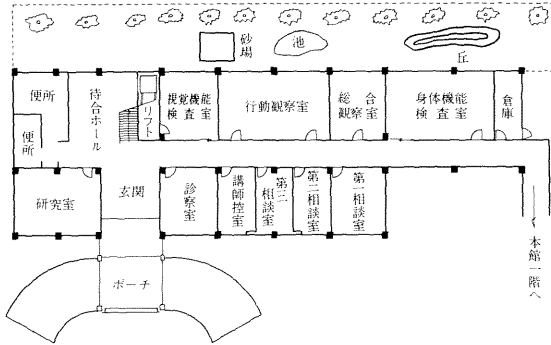 砂場
池
丘
便所
便所
待合ホール
リフト
視覚機能検査室
行動観察室
総合観察室
身体機能検査室
倉庫
研究室
玄関
診察室
講師控室
第三相談室
第二相談室
第一相談室
ポーチ
本館一階へ